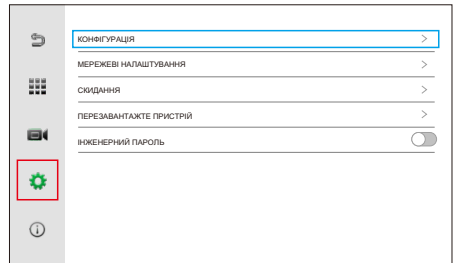 КОНФІГУРАЦІЯ
МЕРЕЖЕВІ НАЛАШТУВАННЯ
СКИДАННЯ
ПЕРЕЗАВАНТАЖТЕ ПРИСТРІЙ
ІНЖЕНЕРНИЙ ПАРОЛЬ